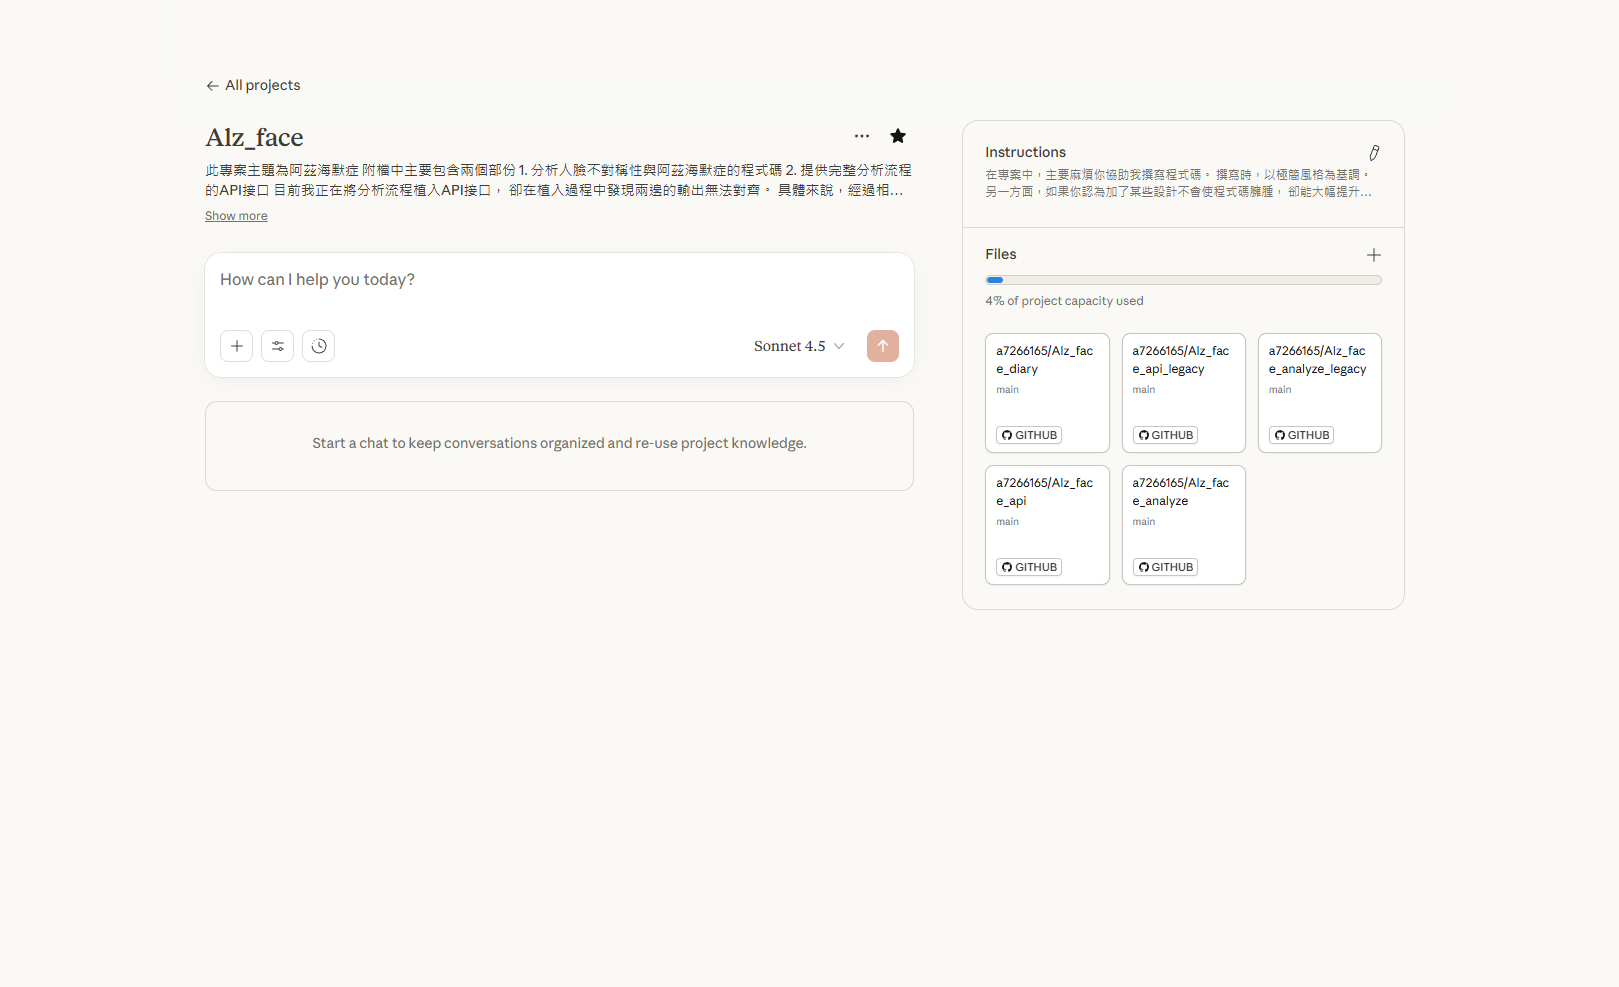 All projects
Alz_face
此專案主題為阿茲海默症 附檔中主要包含兩個部份 1. 分析人臉不對稱性與阿茲海默症的程式碼 2. 提供完整分析流程
的API接口 目前我正在將分析流程植入API接口， 卻在植入過程中發現兩邊的輸出無法對齊。 具體來說，經過相...
Show more
How can I help you today?
Sonnet 4.5
Start a chat to keep conversations organized and re-use project knowledge.
Instructions
在專案中，主要麻煩你協助我撰寫程式碼。 撰寫時，以極簡風格為基調。
另一方面，如果你認為加了某些設計不會使程式碼臃腫， 卻能大幅提升...
Files
4% of project capacity used
a7266165/Alz_fac
e_diary
main
GITHUB
a7266165/Alz_fac
e_api_legacy
main
GITHUB
a7266165/Alz_fac
e_analyze_legacy
main
GITHUB
a7266165/Alz_fac
e_api
main
GITHUB
a7266165/Alz_fac
e_analyze
main
GITHUB